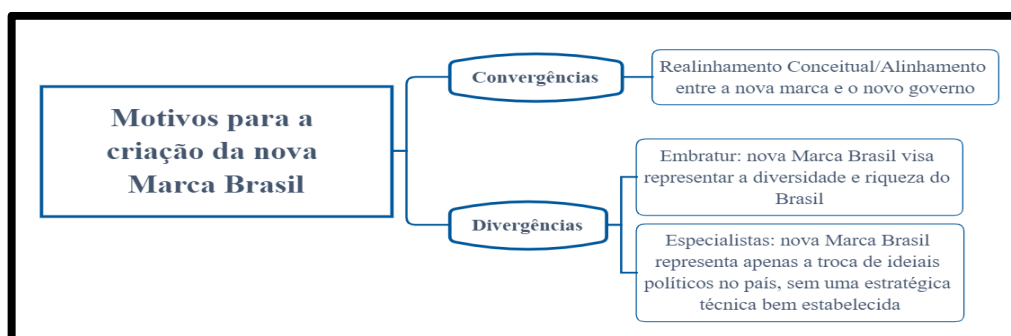 Motivos para a
criação da nova
Marca Brasil
Convergências
Realinhamento Conceitual/Alinhamento
entre a nova marca e o novo governo
Divergências
Embratur: nova Marca Brasil visa
representar a diversidade e riqueza do
Brasil
Especialistas: nova Marca Brasil
representa apenas a troca de ideiais
políticos no país, sem uma estratégica
técnica bem estabelecida